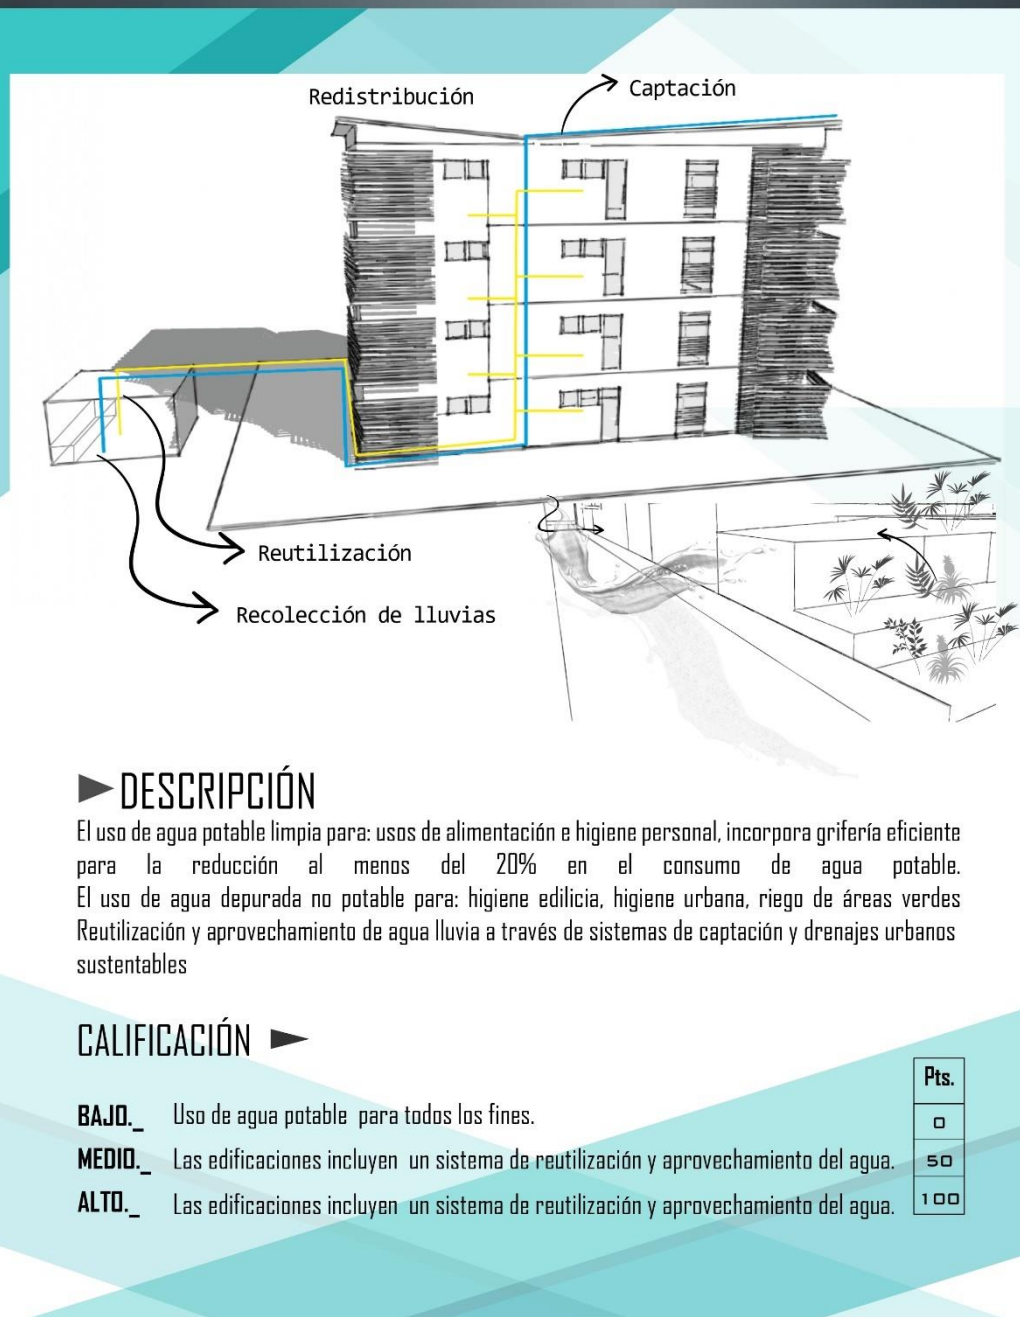 Redistribución
Captación
Reutilización
Recolección de lluvias
DESCRIPCIÓN
El uso de agua potable limpia para: usos de alimentación e higiene personal, incorpora grifería eficiente
para la reducción al menos del 20% en el consumo de agua potable.
El uso de agua depurada no potable para: higiene edilicia, higiene urbana, riego de áreas verdes
Reutilización y aprovechamiento de agua lluvia a través de sistemas de captación y drenajes urbanos
sustentables
CALIFICACIÓN
Pts.
BAJO._ Uso de agua potable para todos los fines. 0
MEDIO._ Las edificaciones incluyen un sistema de reutilización y aprovechamiento del agua. 50
ALTO._ Las edificaciones incluyen un sistema de reutilización y aprovechamiento del agua. 100